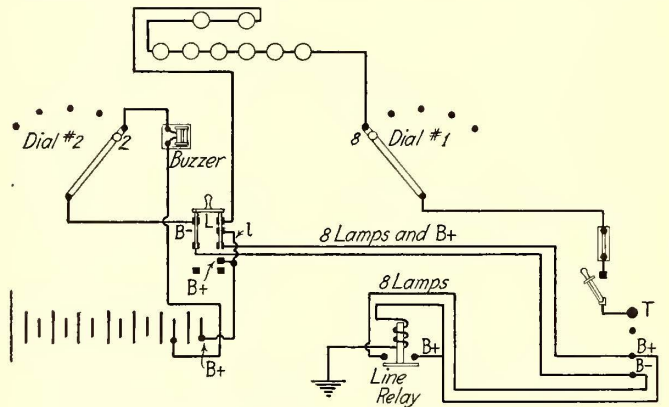 Dial #2
2
Buzzer
8
Dial #1
L
B-
l
8 Lamps and B+
B+
8 Lamps
T
B+
B+
B-
B+
Line
Relay